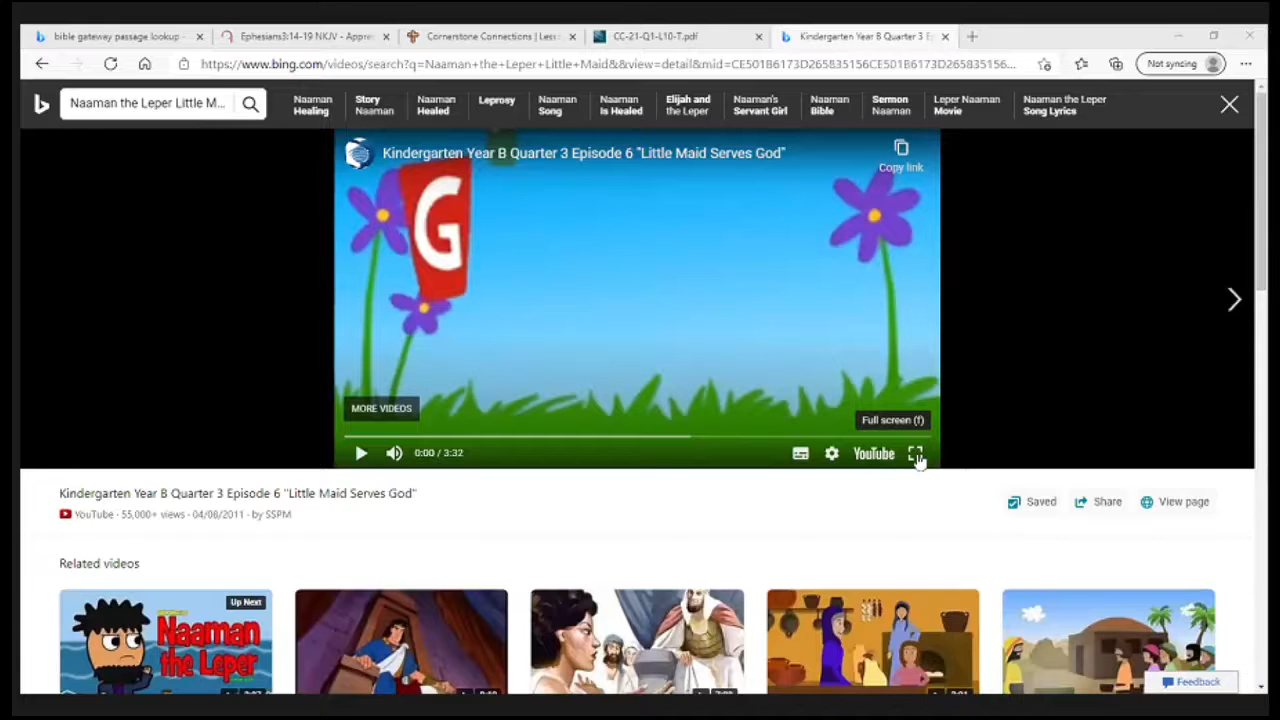 bible gateway passage lookup -
Ephesians3:14-19 NKJV - Appre
Cornerstone Connections | Less
CC-21-Q1-L10-T.pdf
Kindergarten Year B Quarter 3 E
https://www.bing.com/videos/search?q=Naaman+the+Leper+Little+Maid&&view=detail&mid=CE501B6173D265835156CE501B6173D265835156...
Not syncing
Naaman the Leper Little M...
Naaman Healing
Story Naaman
Naaman Healed
Leprosy
Naaman Song
Naaman Is Healed
Elijah and the Leper
Naaman's Servant Girl
Naaman Bible
Sermon Naaman
Leper Naaman Movie
Naaman the Leper Song Lyrics
Kindergarten Year B Quarter 3 Episode 6 "Little Maid Serves God"
Copy link
G
MORE VIDEOS
Full screen (f)
0:00 / 3:32
YouTube
Kindergarten Year B Quarter 3 Episode 6 "Little Maid Serves God"
YouTube · 55,000+ views · 04/08/2011 · by SSPM
Saved
Share
View page
Related videos
Up Next
Naaman
the Leper
Feedback